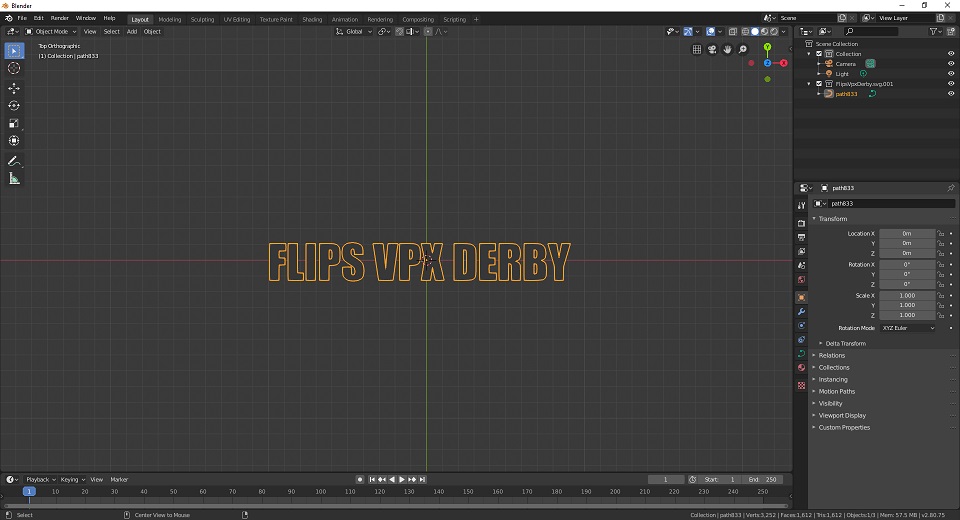 Blender
File Edit Render Window Help Layout Modeling Sculpting UV Editing Texture Paint Shading Animation Rendering Compositing Scripting + Scene View Layer
Object Mode View Select Add Object Global
Top Orthographic
(1) Collection | path833
Y
Z X
FLIPS VPX DERBY
Scene Collection
Collection
Camera
Light
FlipsVpxDerby.svg.001
path833
path833
path833
Transform
Location X 0m
Y 0m
Z 0m
Rotation X 0°
Y 0°
Z 0°
Scale X 1.000
Y 1.000
Z 1.000
Rotation Mode XYZ Euler
Delta Transform
Relations
Collections
Instancing
Motion Paths
Visibility
Viewport Display
Custom Properties
Playback Keying View Marker 1 Start: 1 End: 250
1 10 20 30 40 50 60 70 80 90 100 110 120 130 140 150 160 170 180 190 200 210 220 230 240 250
Select Center View to Mouse Collection | path833 | Verts:3,252 | Faces:1,612 | Tris:1,612 | Objects:1/3 | Mem: 57.5 MB | v2.80.75